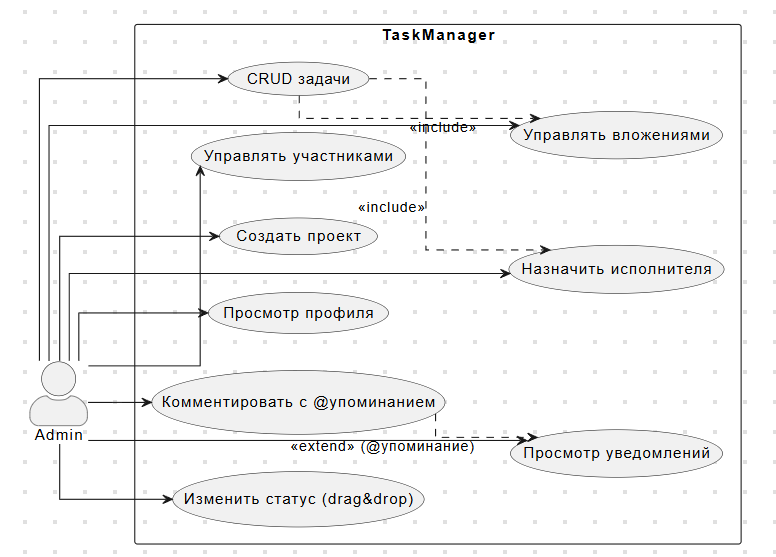 TaskManager
CRUD задачи
«include»
Управлять вложениями
Управлять участниками
«include»
Создать проект
Назначить исполнителя
Просмотр профиля
Комментировать с @упоминанием
Admin
«extend» (@упоминание)
Просмотр уведомлений
Изменить статус (drag&drop)